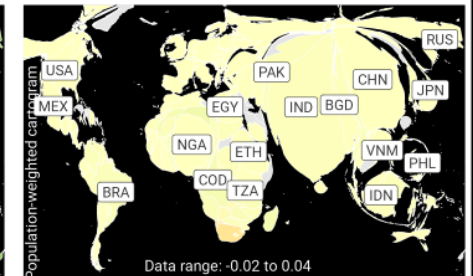 Population-weighted cartogram
RUS
USA
PAK
CHN
JPN
MEX
EGY
IND
BGD
NGA
ETH
VNM
PHL
COD
TZA
BRA
IDN
Data range: -0.02 to 0.04